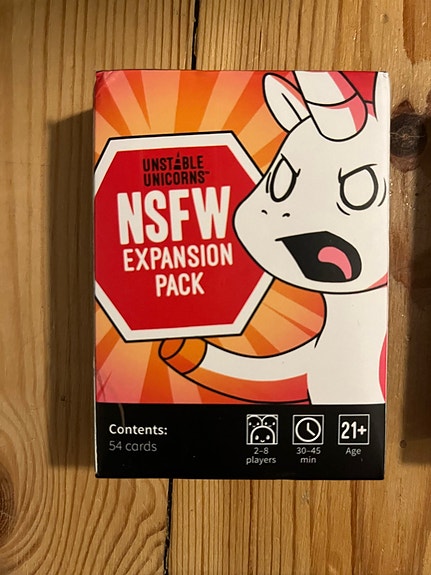 UNSTABLE
UNICORNS™
NSFW
EXPANSION
PACK
Contents:
54 cards
2–8
players
30–45
min
21+
Age